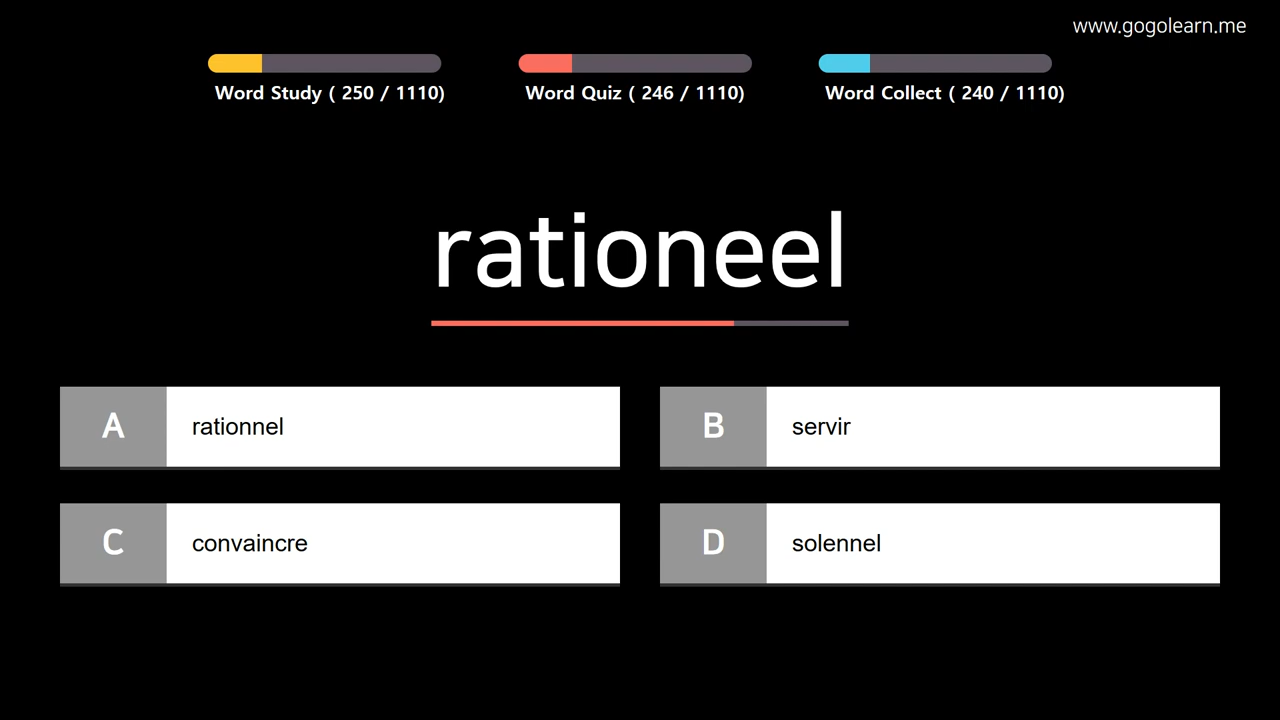 www.gogolearn.me
Word Study ( 250 / 1110)
Word Quiz ( 246 / 1110)
Word Collect ( 240 / 1110)
rationeel
A rationnel
B servir
C convaincre
D solennel